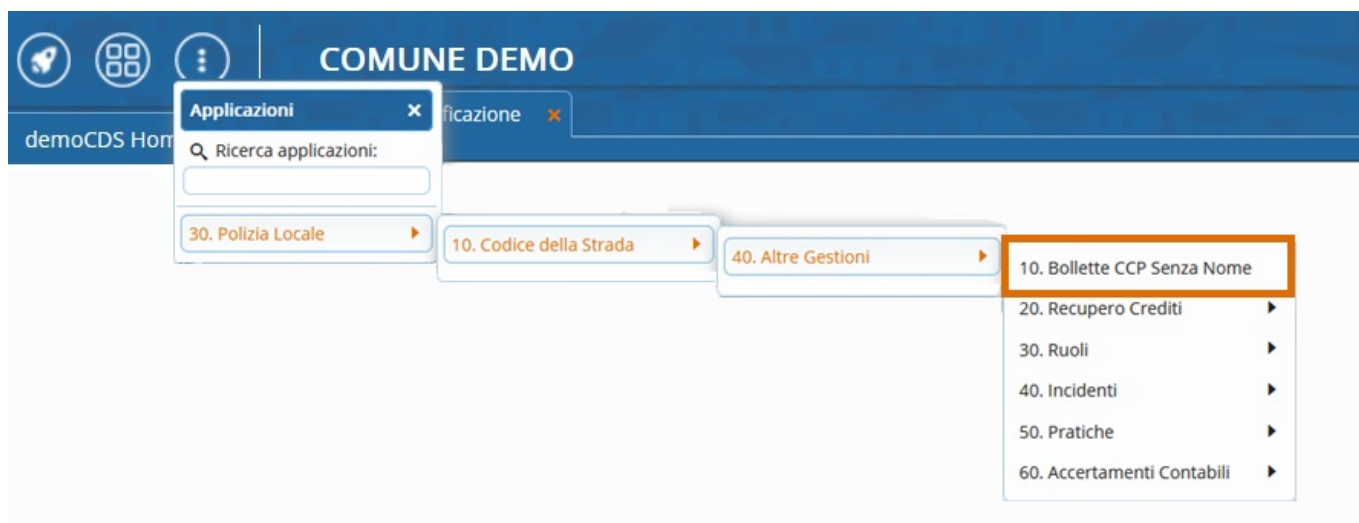 COMUNE DEMO
Applicazioni
ficazione
demoCDS Hom
Ricerca applicazioni:
30. Polizia Locale
10. Codice della Strada
40. Altre Gestioni
10. Bollette CCP Senza Nome
20. Recupero Crediti
30. Ruoli
40. Incidenti
50. Pratiche
60. Accertamenti Contabili